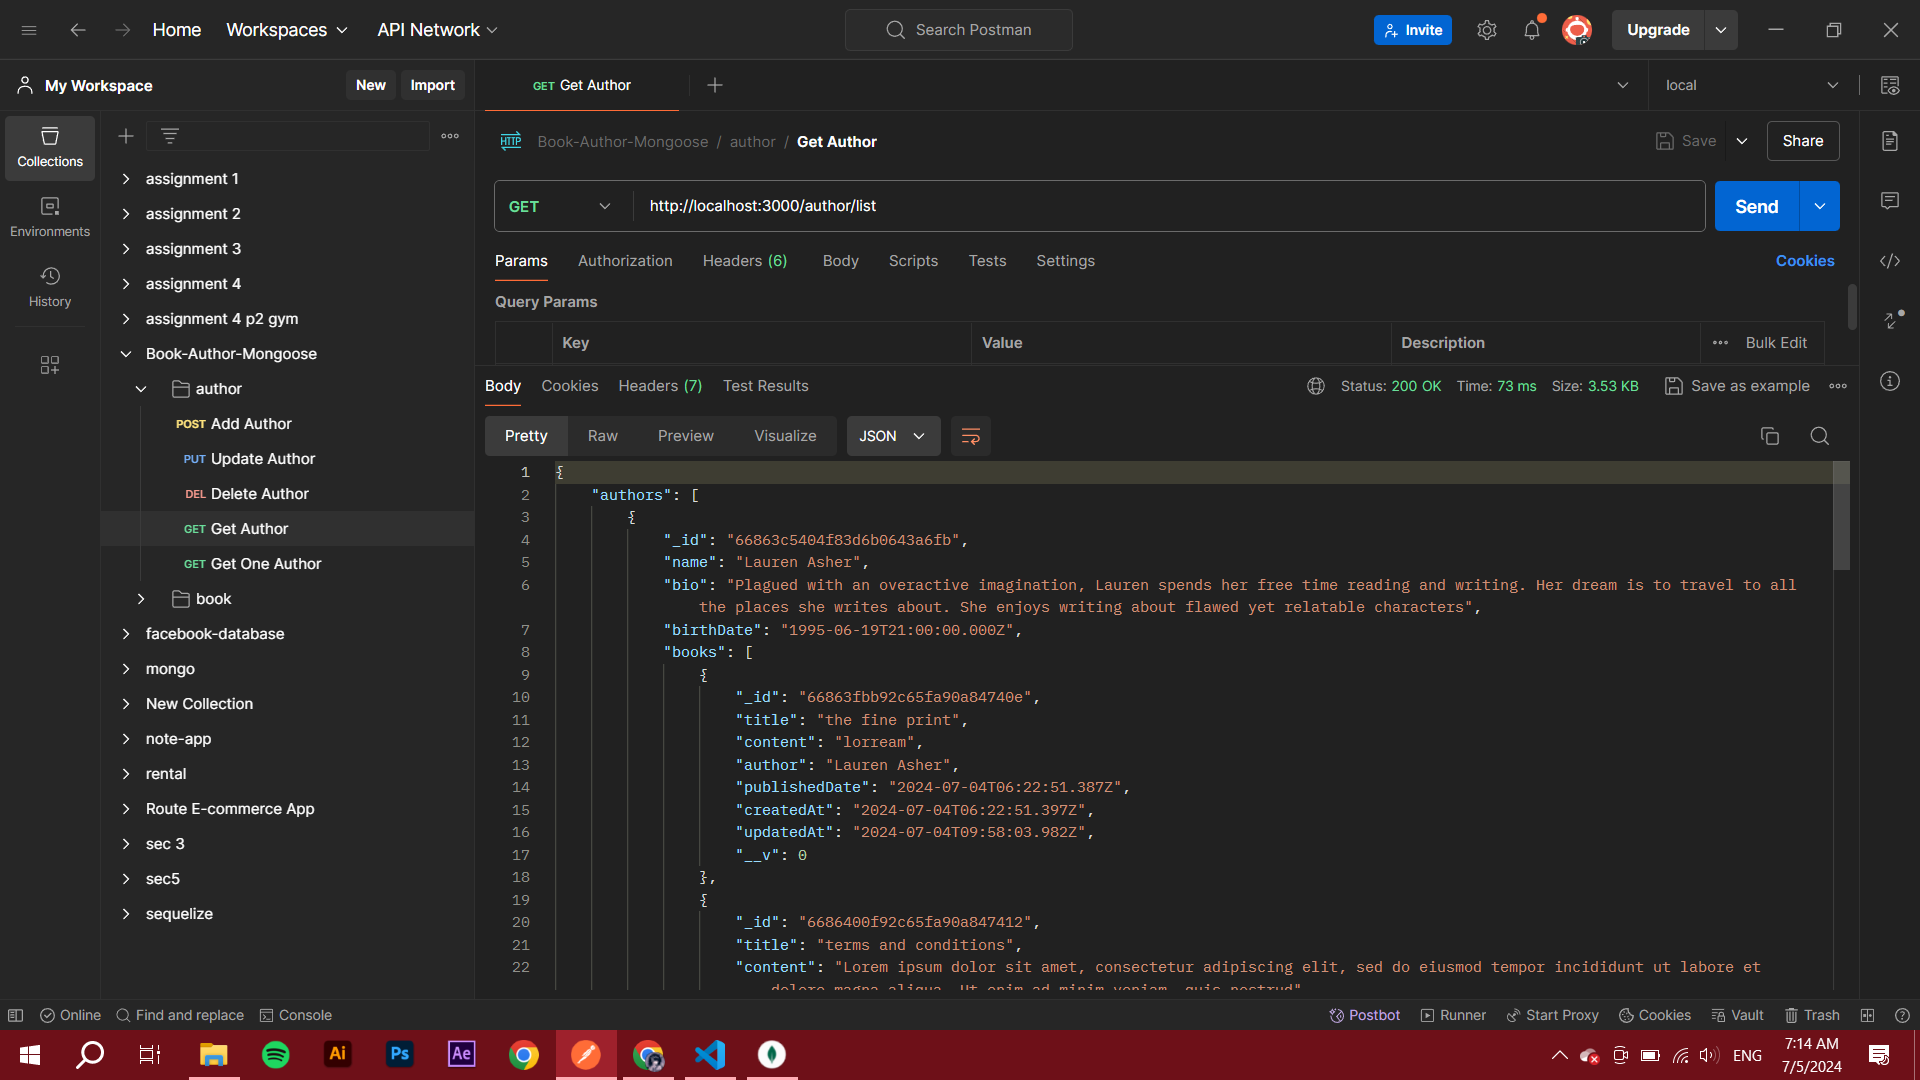 Home Workspaces API Network Search Postman Invite Upgrade
My Workspace New Import GET Get Author local
Collections
Environments
History
assignment 1
assignment 2
assignment 3
assignment 4
assignment 4 p2 gym
Book-Author-Mongoose
author
POST Add Author
PUT Update Author
DEL Delete Author
GET Get Author
GET Get One Author
book
facebook-database
mongo
New Collection
note-app
rental
Route E-commerce App
sec 3
sec5
sequelize
HTTP Book-Author-Mongoose / author / Get Author Save Share
GET http://localhost:3000/author/list Send
Params Authorization Headers (6) Body Scripts Tests Settings Cookies
Query Params
Key Value Description Bulk Edit
Body Cookies Headers (7) Test Results Status: 200 OK Time: 73 ms Size: 3.53 KB Save as example
Pretty Raw Preview Visualize JSON
1 {
2 "authors": [
3 {
4 "_id": "66863c5404f83d6b0643a6fb",
5 "name": "Lauren Asher",
6 "bio": "Plagued with an overactive imagination, Lauren spends her free time reading and writing. Her dream is to travel to all
the places she writes about. She enjoys writing about flawed yet relatable characters",
7 "birthDate": "1995-06-19T21:00:00.000Z",
8 "books": [
9 {
10 "_id": "66863fbb92c65fa90a84740e",
11 "title": "the fine print",
12 "content": "lorream",
13 "author": "Lauren Asher",
14 "publishedDate": "2024-07-04T06:22:51.387Z",
15 "createdAt": "2024-07-04T06:22:51.397Z",
16 "updatedAt": "2024-07-04T09:58:03.982Z",
17 "__v": 0
18 },
19 {
20 "_id": "6686400f92c65fa90a847412",
21 "title": "terms and conditions",
22 "content": "Lorem ipsum dolor sit amet, consectetur adipiscing elit, sed do eiusmod tempor incididunt ut labore et
dolore magna aliqua. Ut enim ad minim veniam, quis nostrud"
Online Find and replace Console Postbot Runner Start Proxy Cookies Vault Trash
Ai Ps Ae ENG 7:14 AM
7/5/2024